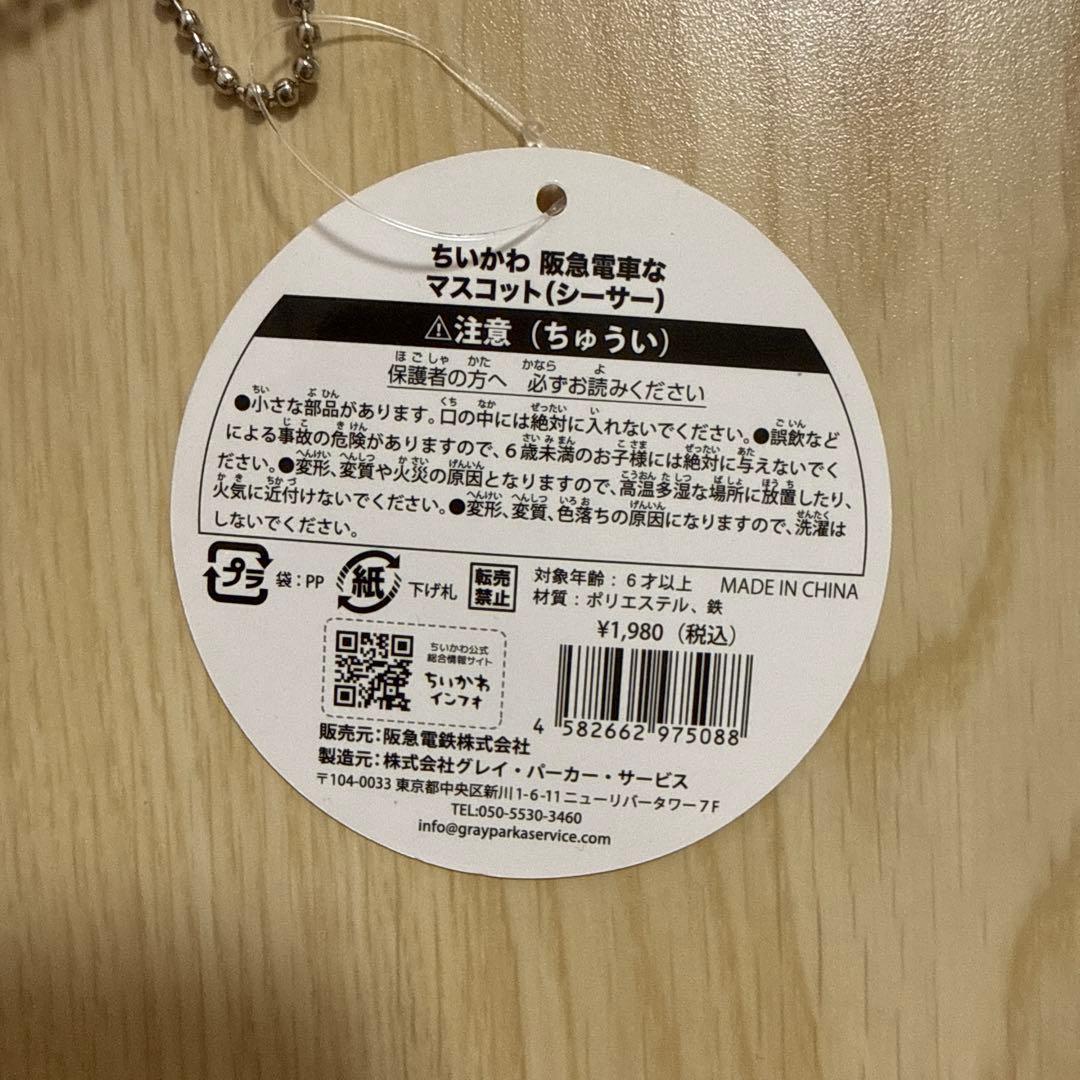 ちいかわ 阪急電車な
マスコット(シーサー)
⚠注意（ちゅうい）
保護者の方へ 必ずお読みください
●小さな部品があります。口の中には絶対に入れないでください。●誤飲など
による事故の危険がありますので、6歳未満のお子様には絶対に与えないでく
ださい。●変形、変質や火災の原因となりますので、高温多湿な場所に放置したり、
火気に近付けないでください。●変形、変質、色落ちの原因になりますので、洗濯は
しないでください。
プラ 袋：PP 紙 下げ札 転売禁止 対象年齢：6才以上 MADE IN CHINA
材質：ポリエステル、鉄
¥1,980（税込）
ちいかわ公式
総合情報サイト
ちいかわ
インフォ
4 582662 975088
販売元：阪急電鉄株式会社
製造元：株式会社グレイ・パーカー・サービス
〒104-0033 東京都中央区新川1-6-11ニューリバータワー7F
TEL:050-5530-3460
info@grayparkaservice.com